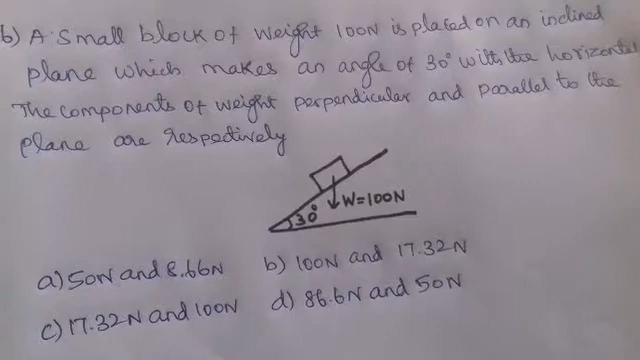 b) A small block of weight 100N is placed on an inclined
plane which makes an angle of 30° with the horizontal
The components of weight perpendicular and parallel to the
plane are respectively
W=100N
30°
a) 50N and 8.66N b) 100N and 17.32N
c) 17.32N and 100N d) 86.6N and 50N